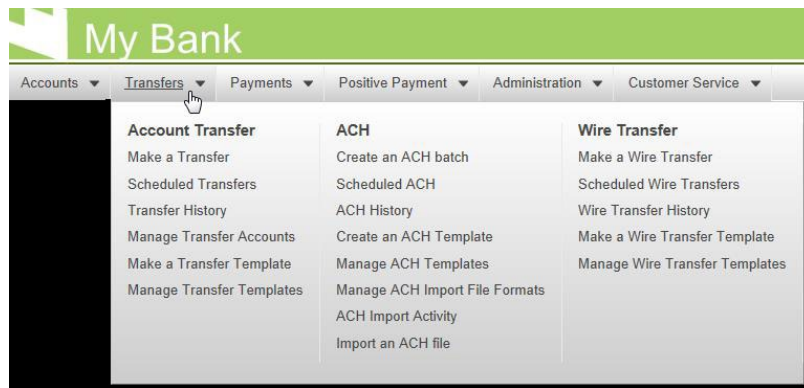 My Bank
Accounts Transfers Payments Positive Payment Administration Customer Service
Account Transfer
Make a Transfer
Scheduled Transfers
Transfer History
Manage Transfer Accounts
Make a Transfer Template
Manage Transfer Templates
ACH
Create an ACH batch
Scheduled ACH
ACH History
Create an ACH Template
Manage ACH Templates
Manage ACH Import File Formats
ACH Import Activity
Import an ACH file
Wire Transfer
Make a Wire Transfer
Scheduled Wire Transfers
Wire Transfer History
Make a Wire Transfer Template
Manage Wire Transfer Templates